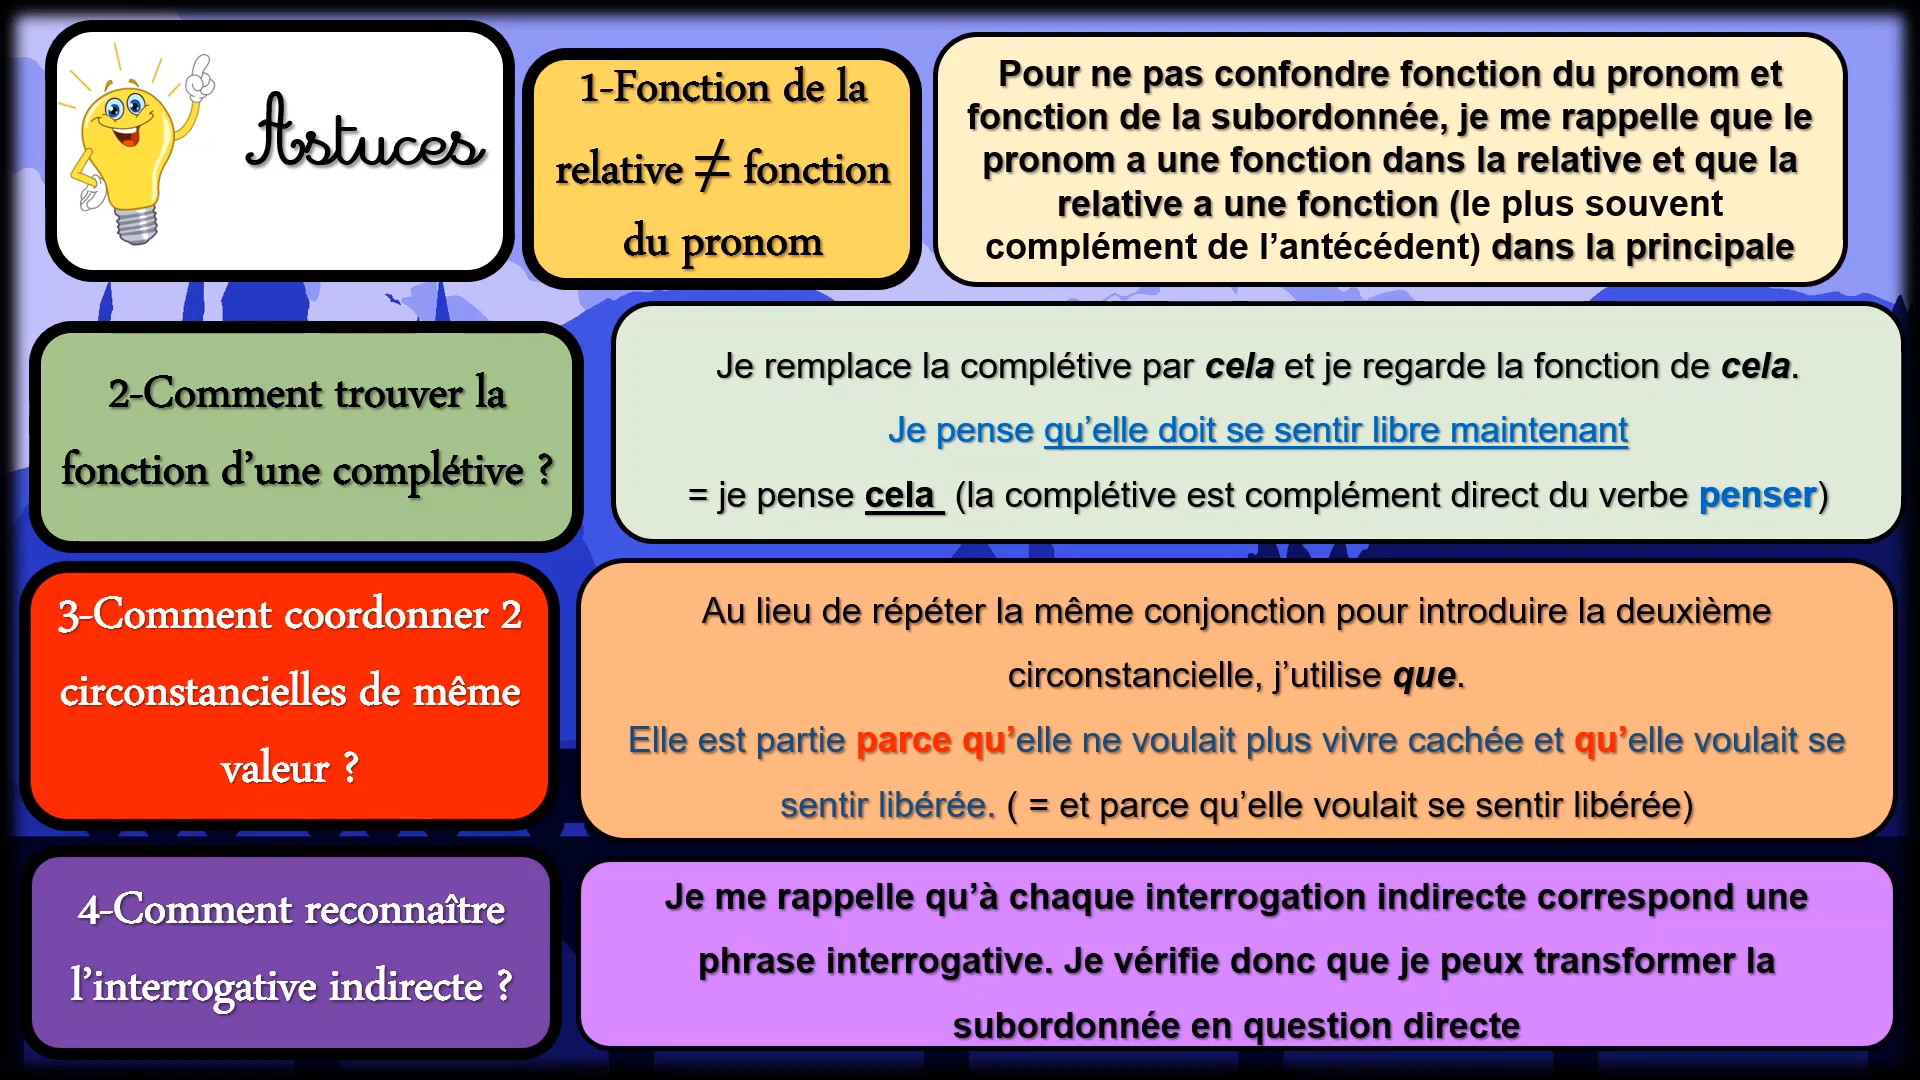 Astuces
1-Fonction de la
relative ≠ fonction
du pronom
Pour ne pas confondre fonction du pronom et
fonction de la subordonnée, je me rappelle que le
pronom a une fonction dans la relative et que la
relative a une fonction (le plus souvent
complément de l’antécédent) dans la principale
2-Comment trouver la
fonction d’une complétive ?
Je remplace la complétive par cela et je regarde la fonction de cela.
Je pense qu’elle doit se sentir libre maintenant
= je pense cela (la complétive est complément direct du verbe penser)
3-Comment coordonner 2
circonstancielles de même
valeur ?
Au lieu de répéter la même conjonction pour introduire la deuxième
circonstancielle, j’utilise que.
Elle est partie parce qu’elle ne voulait plus vivre cachée et qu’elle voulait se
sentir libérée. ( = et parce qu’elle voulait se sentir libérée)
4-Comment reconnaître
l’interrogative indirecte ?
Je me rappelle qu’à chaque interrogation indirecte correspond une
phrase interrogative. Je vérifie donc que je peux transformer la
subordonnée en question directe